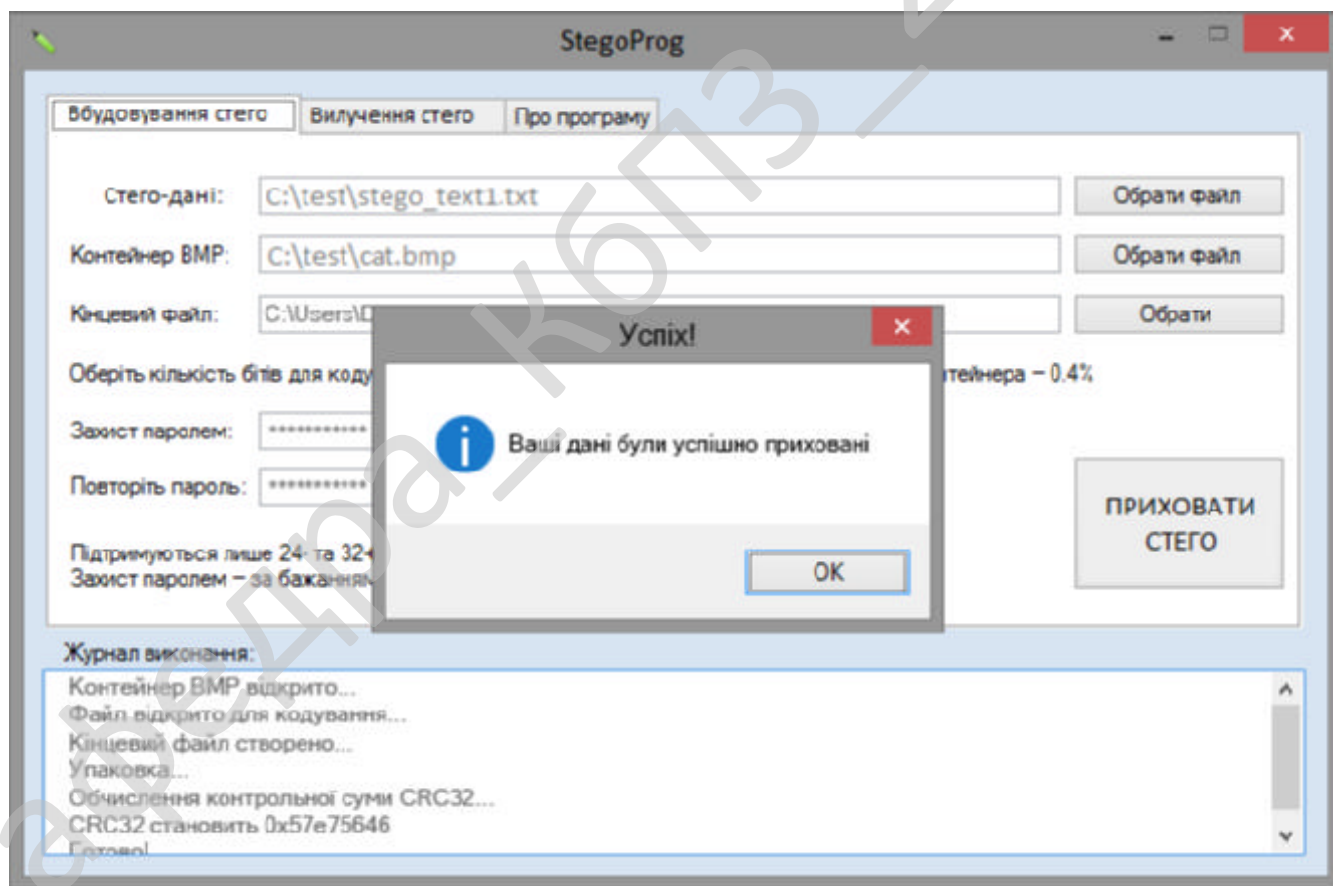 StegoProg
Вбудовування стего Вилучення стего Про програму
Стего-дані: C:\test\stego_text1.txt Обрати файл
Контейнер BMP: C:\test\cat.bmp Обрати файл
Кінцевий файл: C:\Users\D Обрати
Успіх!
Оберіть кількість бітів для коду тейнера – 0.4%
Захист паролем: ************
Ваші дані були успішно приховані
Повторіть пароль: ************
ПРИХОВАТИ
СТЕГО
Підтримуються лише 24- та 32-
Захист паролем – за бажанням
OK
Журнал виконання:
Контейнер BMP відкрито...
Файл відкрито для кодування...
Кінцевий файл створено...
Упаковка...
Обчислення контрольної суми CRC32...
CRC32 становить 0x57e75646
Готово!
афедра_КБПЗ_2